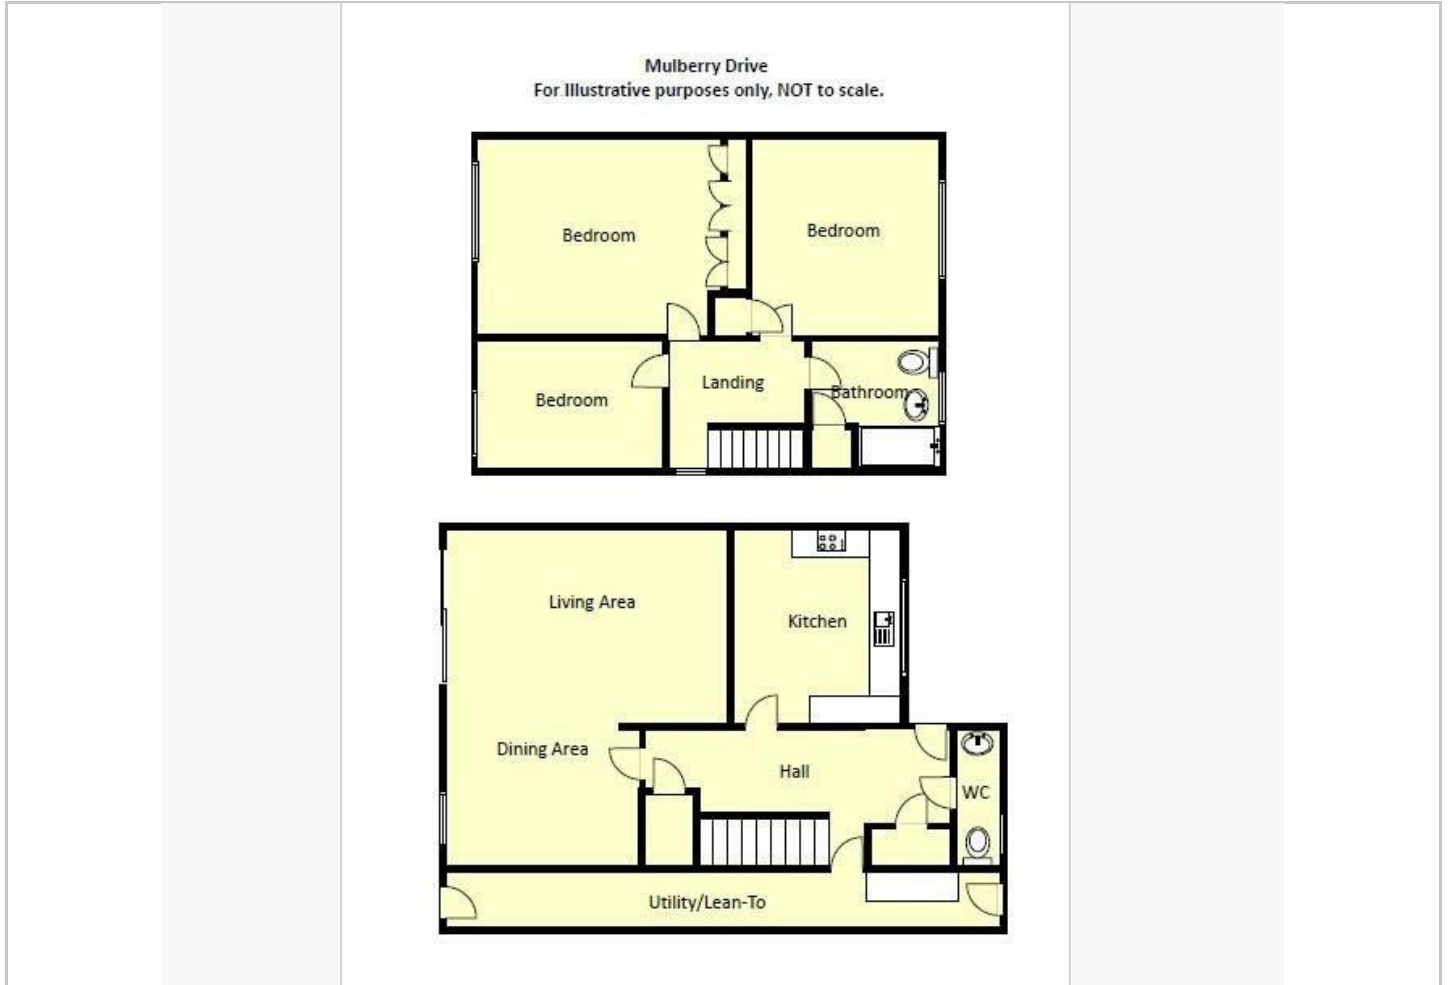 Mulberry Drive
For Illustrative purposes only, NOT to scale.
Bedroom
Bedroom
Bedroom
Landing
Bathroom
Living Area
Kitchen
Dining Area
Hall
WC
Utility/Lean-To